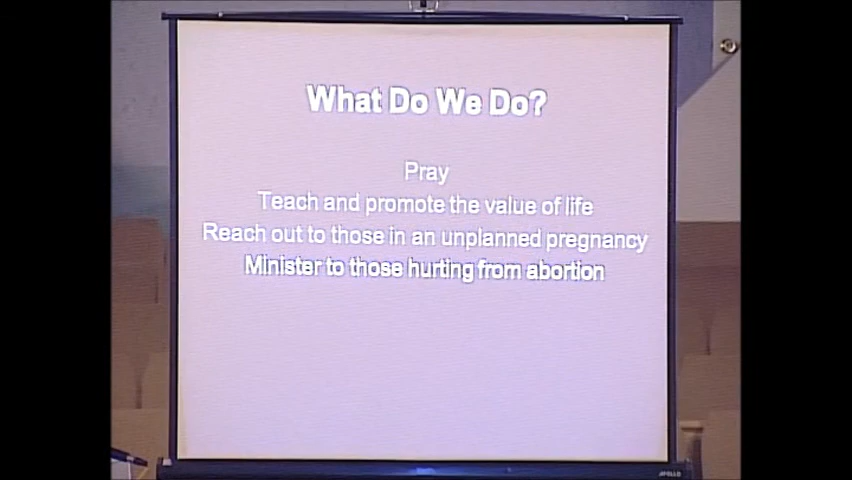 What Do We Do?
Pray
Teach and promote the value of life
Reach out to those in an unplanned pregnancy
Minister to those hurting from abortion
APOLLO